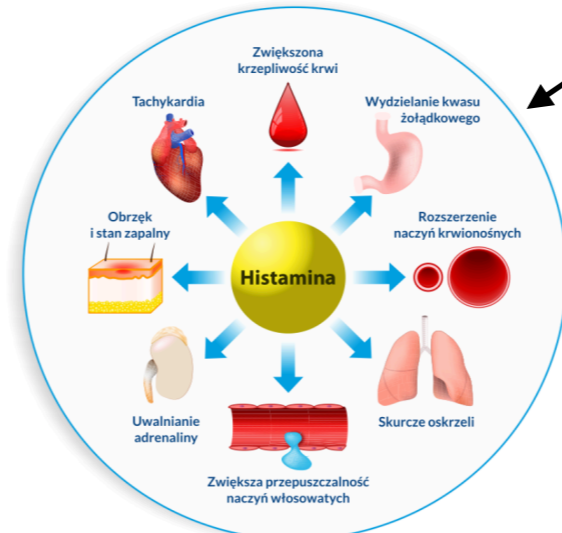 Zwiększona
krzepliwość krwi
Tachykardia
Wydzielanie kwasu
żołądkowego
Obrzęk
i stan zapalny
Rozszerzenie
naczyń krwionośnych
Histamina
Uwalnianie
adrenaliny
Skurcze oskrzeli
Zwiększa przepuszczalność
naczyń włosowatych